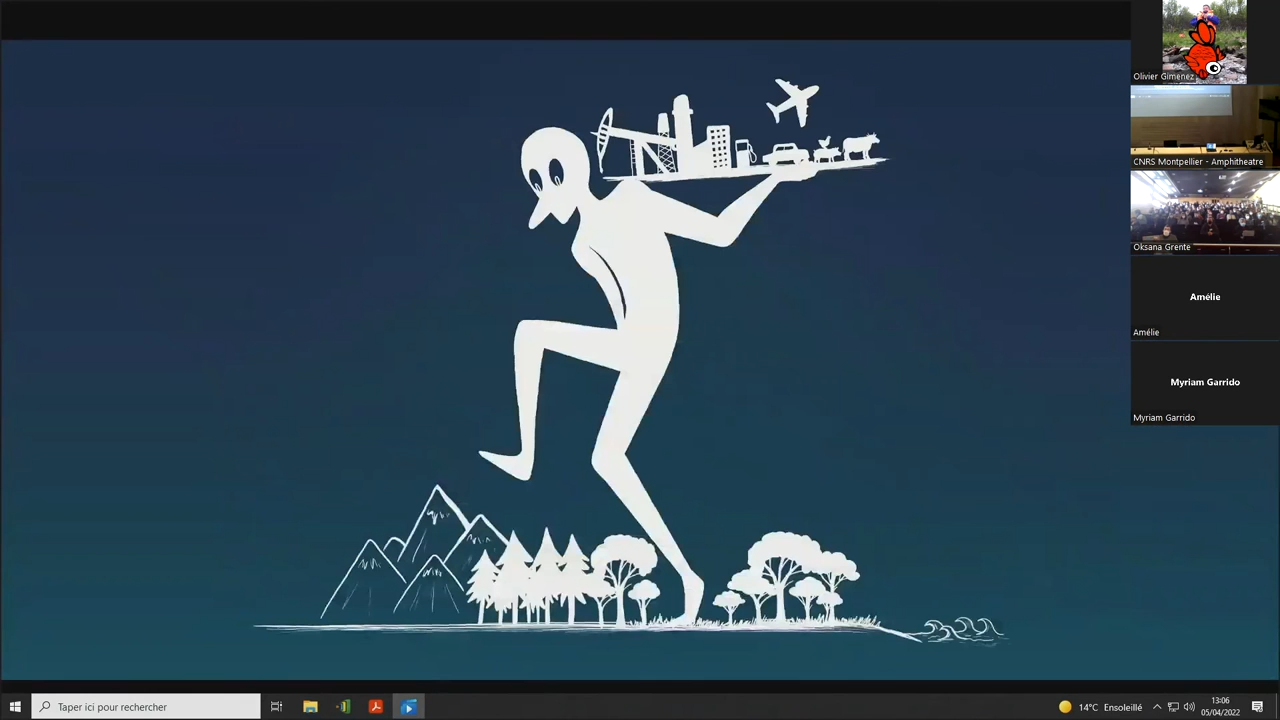 Olivier Gimenez
CNRS Montpellier - Amphitheatre
Oksana Grente
Amélie
Amélie
Myriam Garrido
Myriam Garrido
Taper ici pour rechercher
14°C Ensoleillé
13:06
05/04/2022